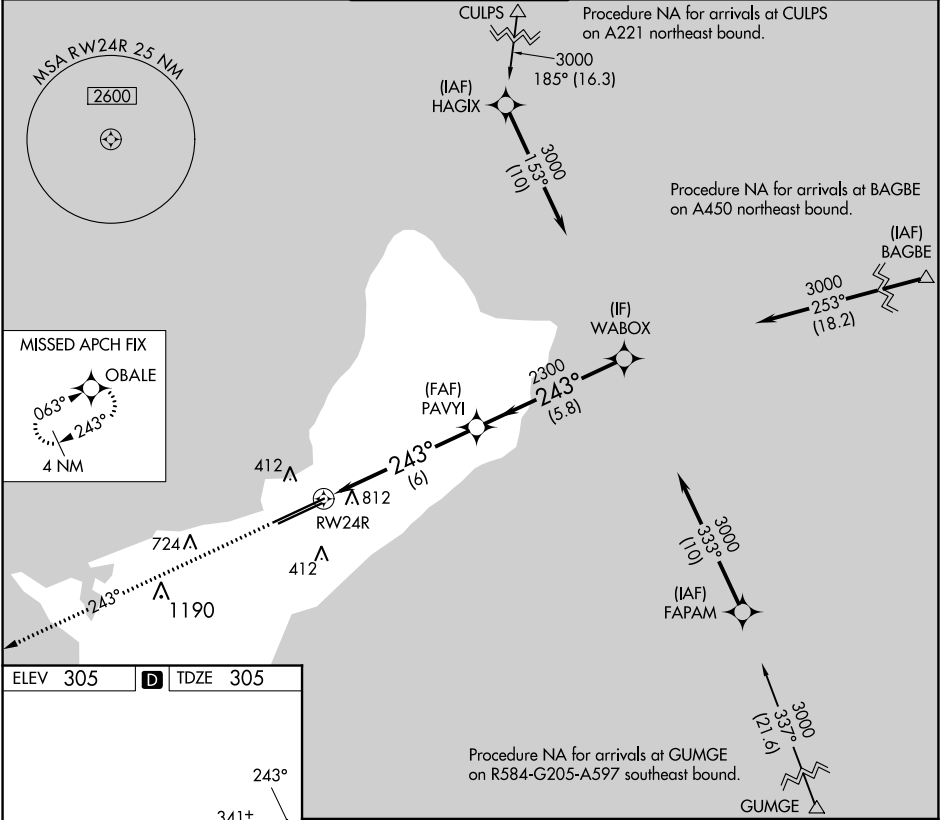 CULPS
Procedure NA for arrivals at CULPS
on A221 northeast bound.
MSA RW24R 25 NM
2600
3000
185° (16.3)
(IAF)
HAGIX
3000
153°
(10)
Procedure NA for arrivals at BAGBE
on A450 northeast bound.
(IAF)
BAGBE
3000
253°
(18.2)
(IF)
WABOX
MISSED APCH FIX
OBALE
063°
243°
4 NM
2300
243°
(5.8)
(FAF)
PAVYI
243°
(6)
412
812
RW24R
724
412
243°
1190
3000
333°
(10)
(IAF)
FAPAM
ELEV 305
D
TDZE 305
3000
337°
(21.6)
Procedure NA for arrivals at GUMGE
on R584-G205-A597 southeast bound.
GUMGE
243°
341±